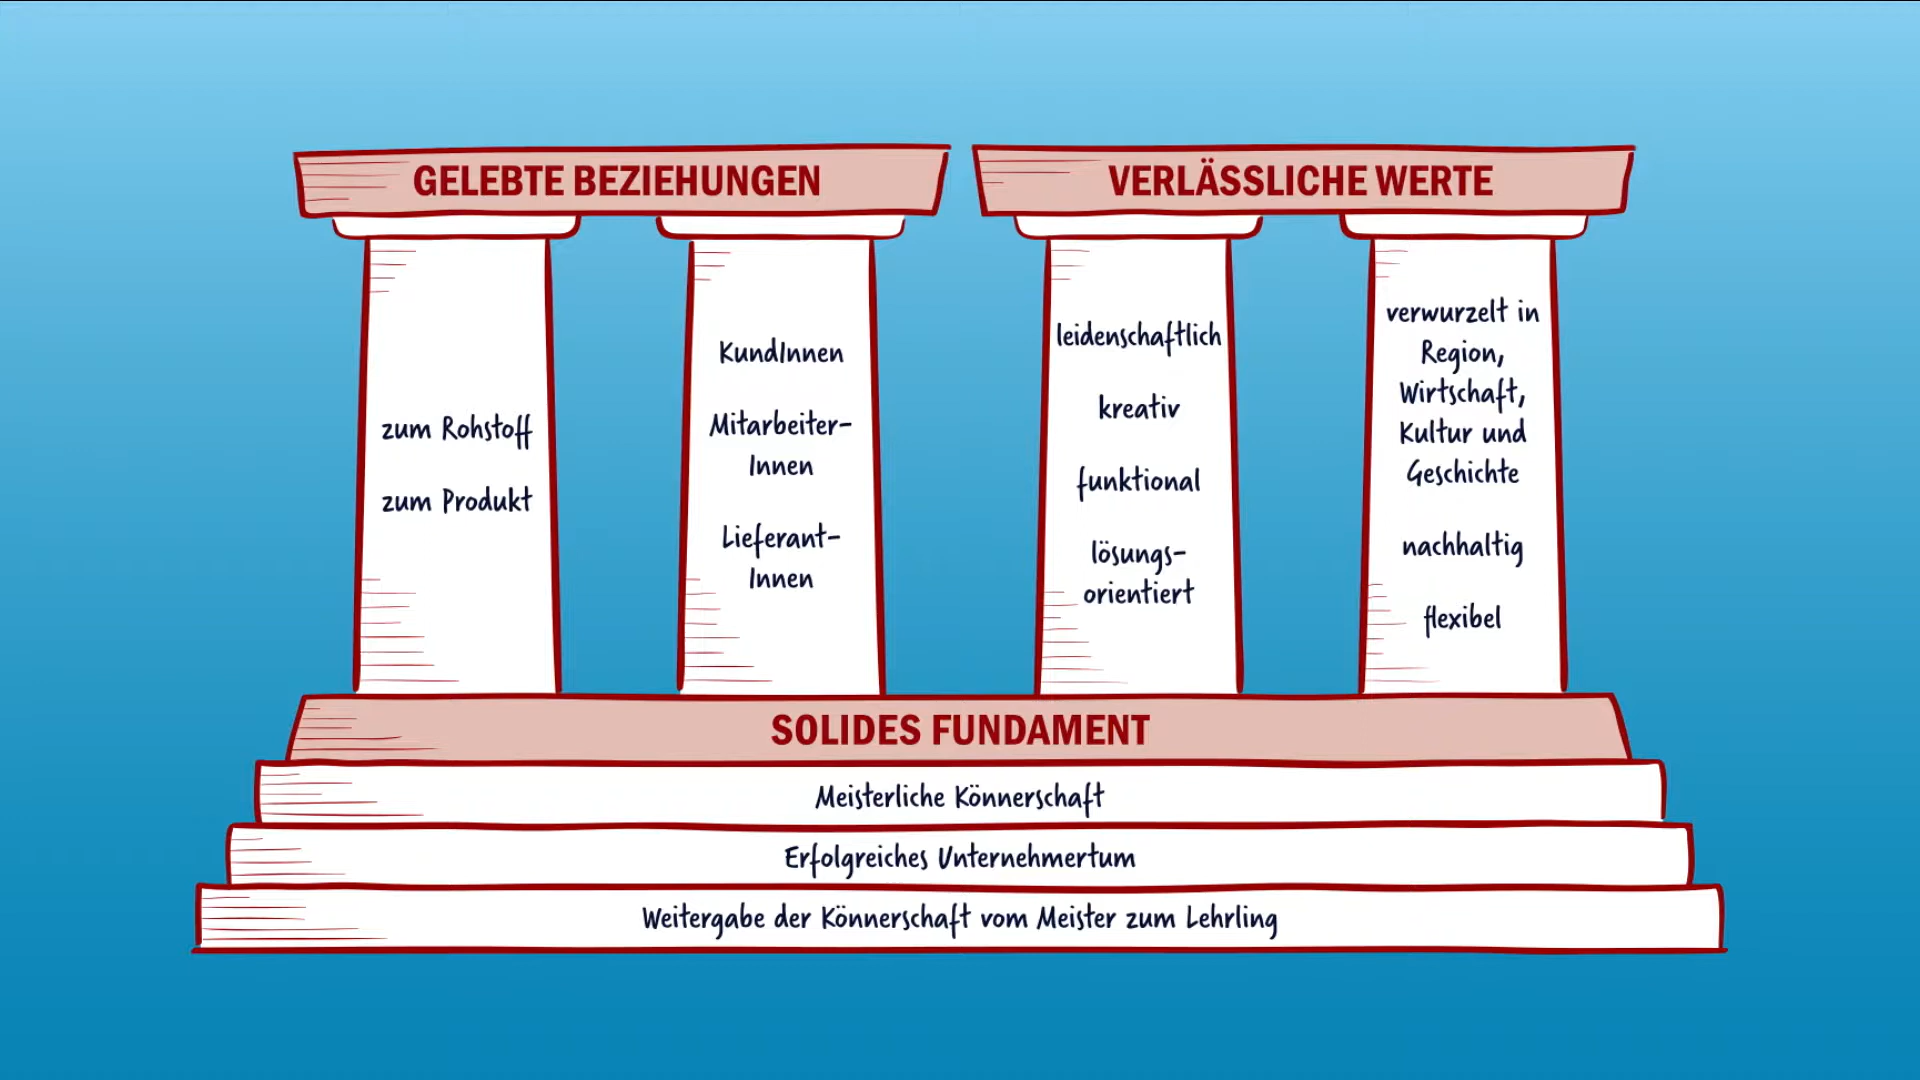 GELEBTE BEZIEHUNGEN
zum Rohstoff
zum Produkt
KundInnen
Mitarbeiter-
Innen
Lieferant-
Innen
VERLÄSSLICHE WERTE
leidenschaftlich
kreativ
funktional
lösungs-
orientiert
verwurzelt in
Region,
Wirtschaft,
Kultur und
Geschichte
nachhaltig
flexibel
SOLIDES FUNDAMENT
Meisterliche Könnerschaft
Erfolgreiches Unternehmertum
Weitergabe der Könnerschaft vom Meister zum Lehrling